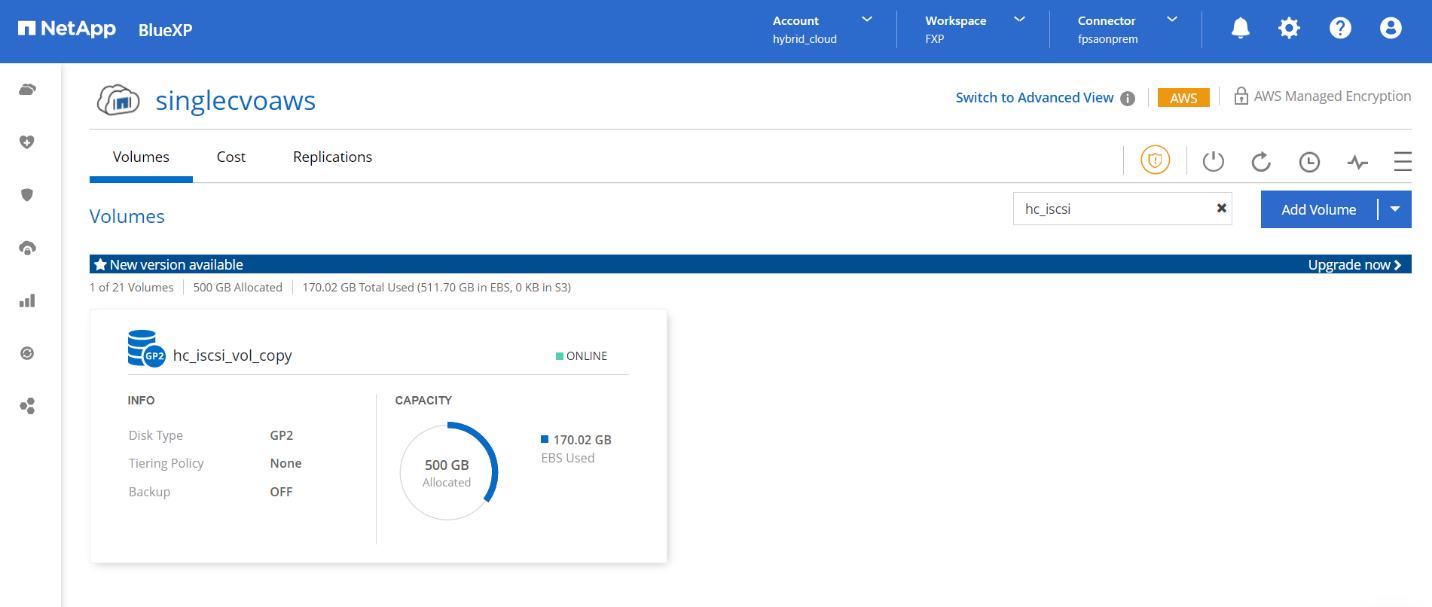 NetApp BlueXP
Account
hybrid_cloud
Workspace
FXP
Connector
fpsaonprem
singlecvoaws
Switch to Advanced View
AWS
AWS Managed Encryption
Volumes Cost Replications
Volumes
hc_iscsi
Add Volume
New version available Upgrade now
1 of 21 Volumes 500 GB Allocated 170.02 GB Total Used (511.70 GB in EBS, 0 KB in S3)
GP2
hc_iscsi_vol_copy
ONLINE
INFO
Disk Type GP2
Tiering Policy None
Backup OFF
CAPACITY
500 GB
Allocated
170.02 GB
EBS Used